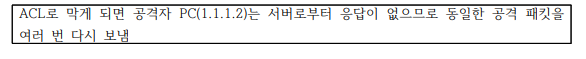 ACL로 막게 되면 공격자 PC(1.1.1.2)는 서버로부터 응답이 없으므로 동일한 공격 패킷을
여러 번 다시 보냄